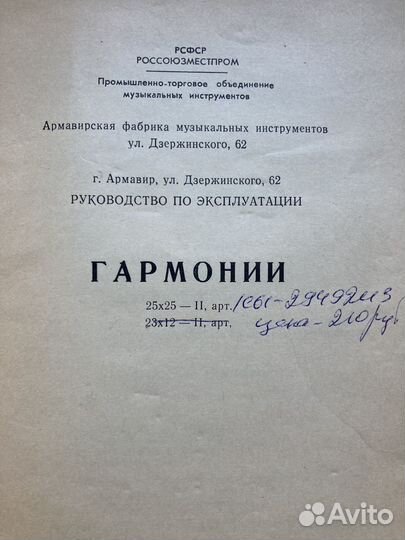 РСФСР
РОССОЮЗМЕСТПРОМ
Промышленно-торговое объединение
музыкальных инструментов
Армавирская фабрика музыкальных инструментов
ул. Дзержинского, 62
г. Армавир, ул. Дзержинского, 62
РУКОВОДСТВО ПО ЭКСПЛУАТАЦИИ
ГАРМОНИИ
25х25 — II, арт.
23х12 — II, арт. цена - 210 руб
Avito